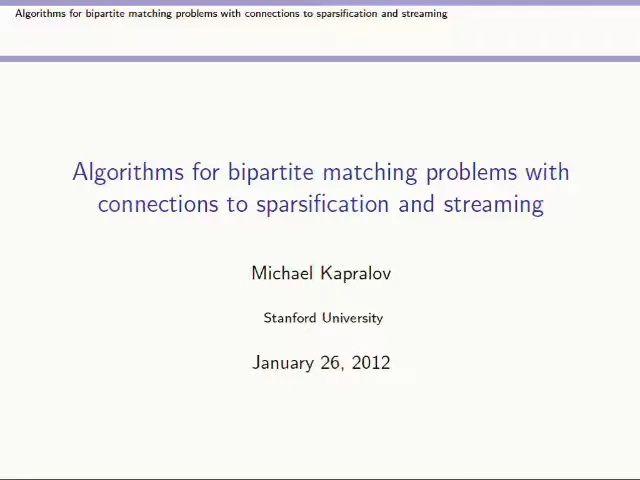 Algorithms for bipartite matching problems with connections to sparsification and streaming
Algorithms for bipartite matching problems with
connections to sparsification and streaming
Michael Kapralov
Stanford University
January 26, 2012